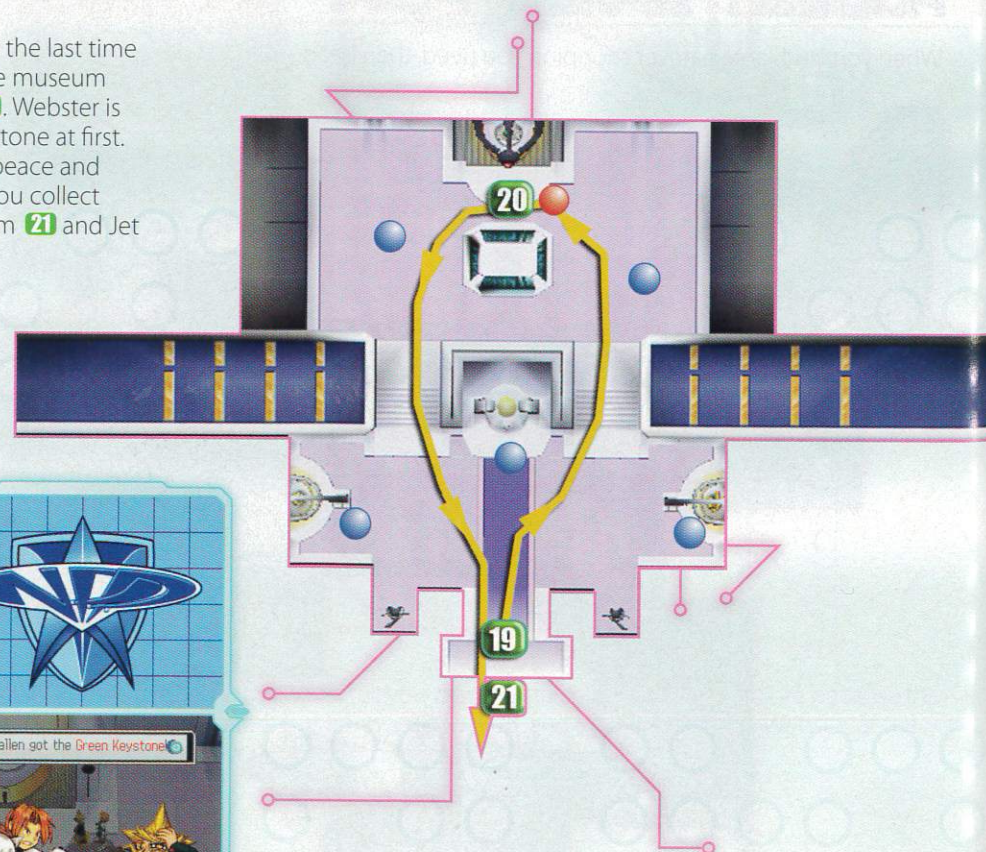 the last time
e museum
. Webster is
tone at first.
peace and
ou collect
m 21 and Jet
20
19
21
allen got the Green Keystone!